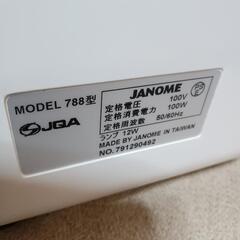 JANOME
MODEL 788型
定格電圧 100V
定格消費電力 100W
定格周波数 50/60Hz
ランプ 12W
JQA
MADE BY JANOME IN TAIWAN
NO.791290492